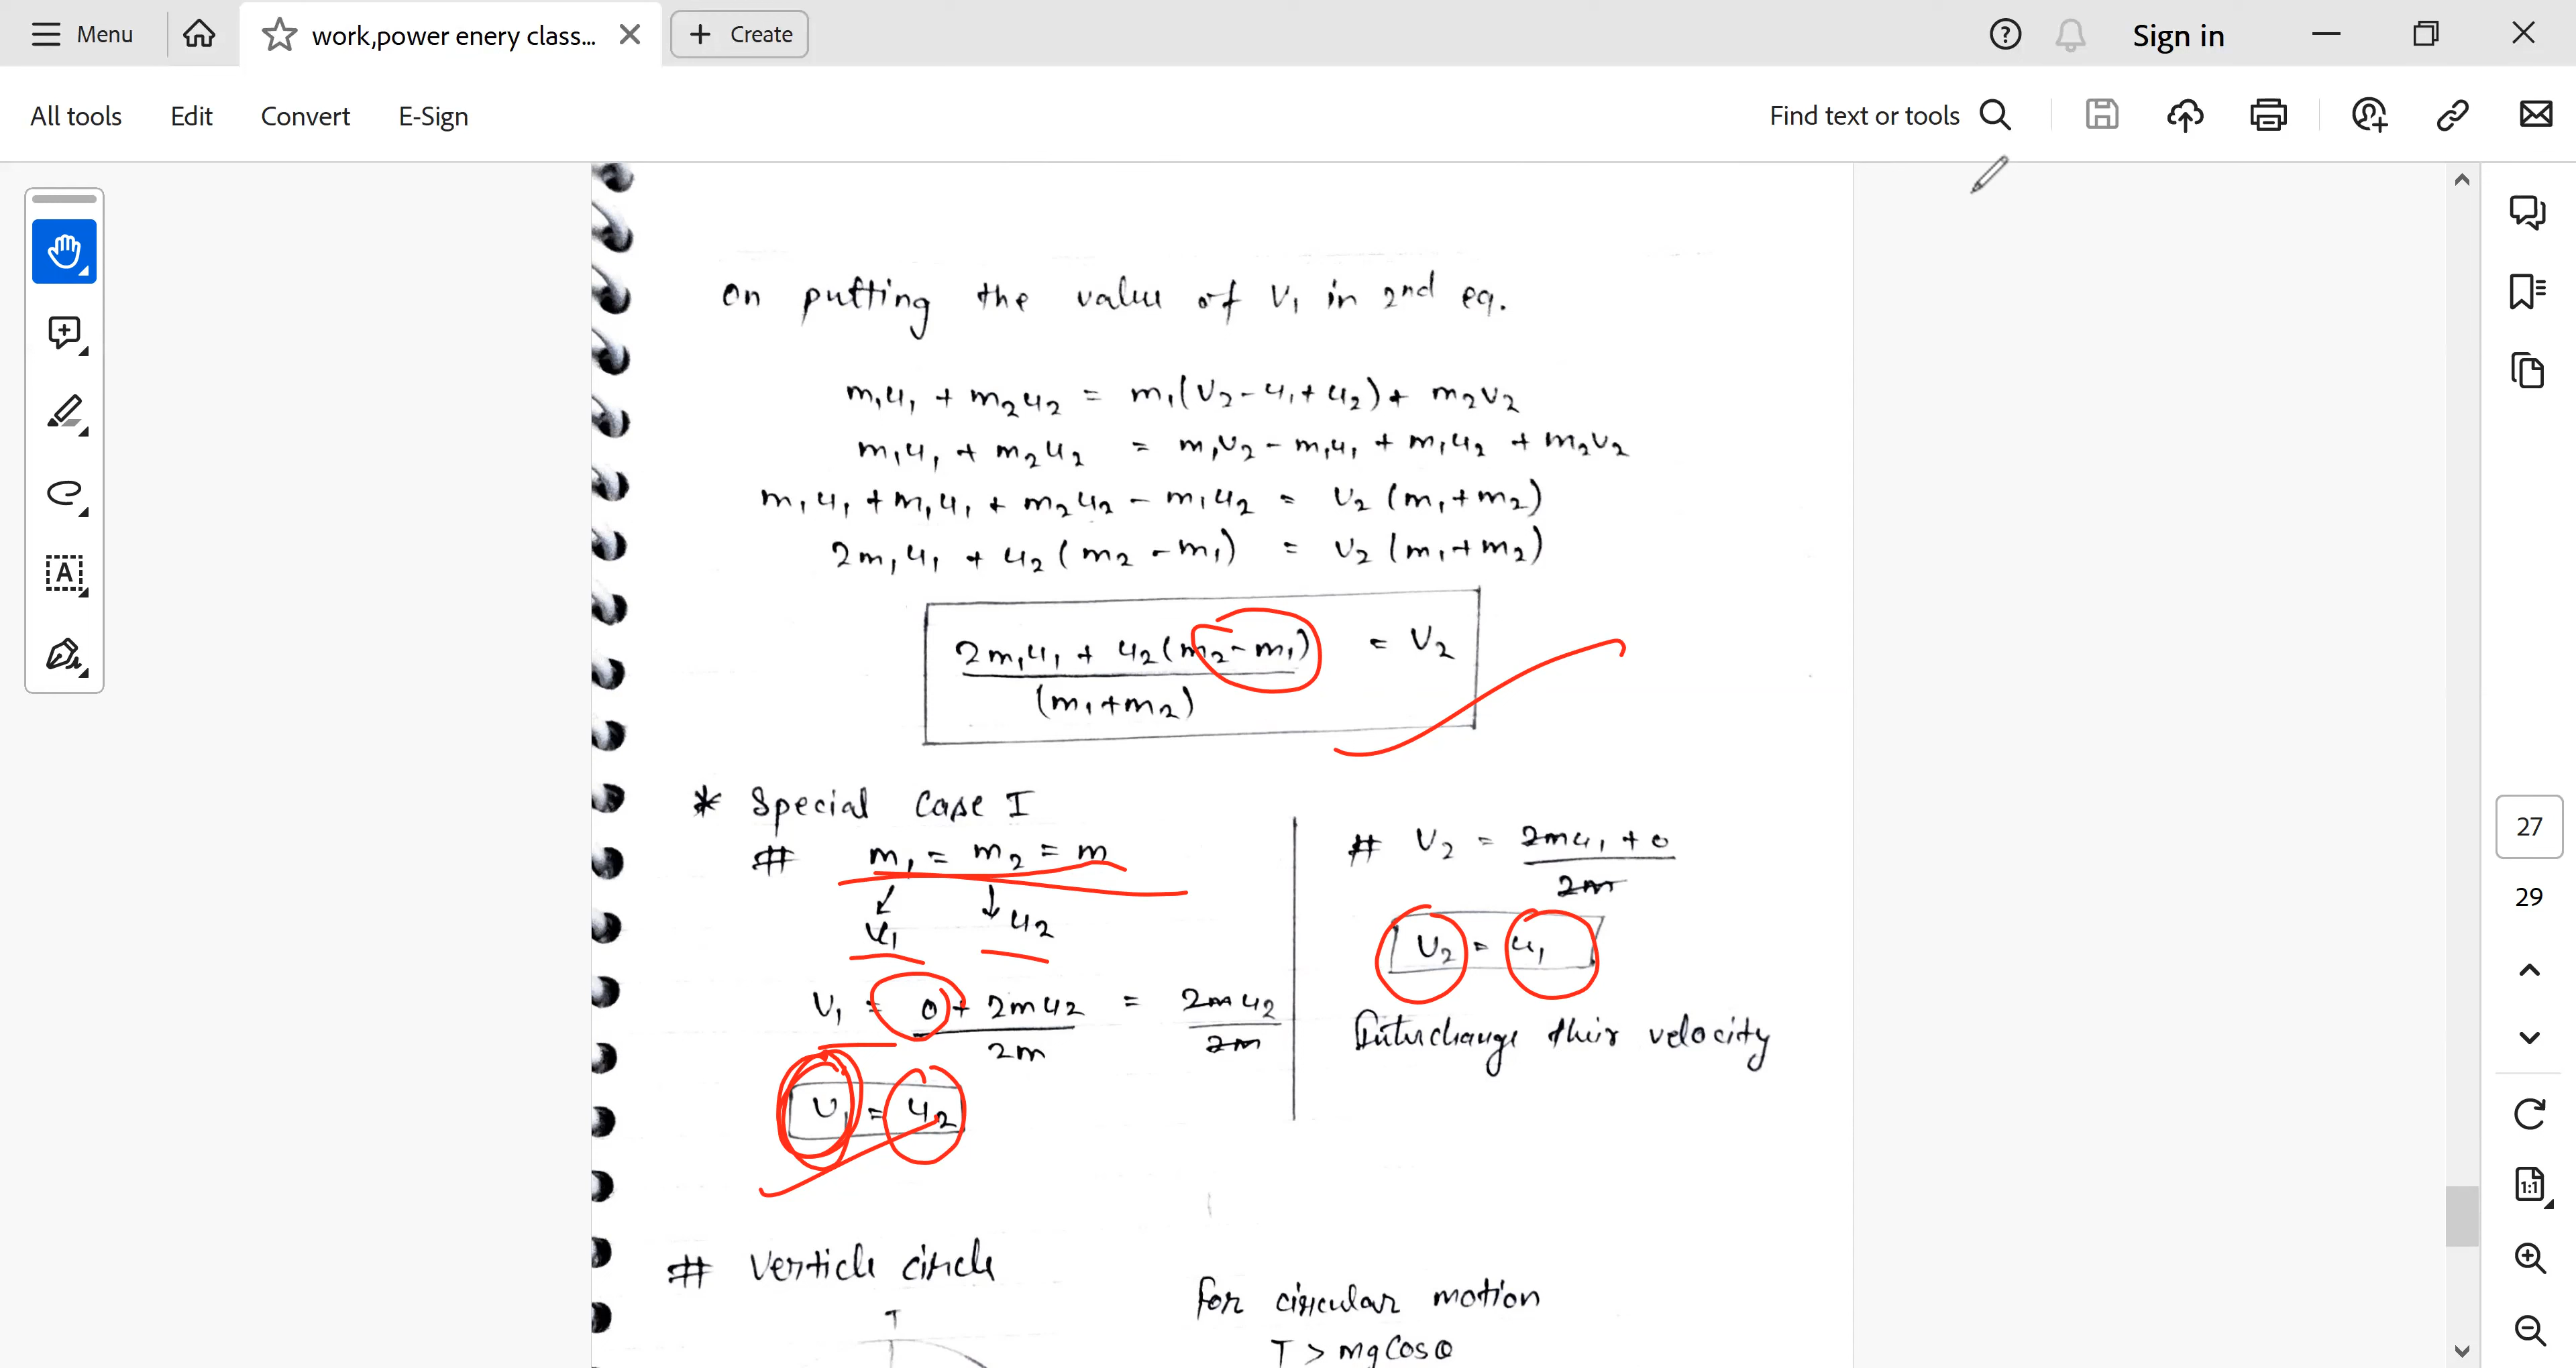 Menu
work,power enery class...
Create
Sign in
All tools
Edit
Convert
E-Sign
Find text or tools
on putting the value of v₁ in 2nd eq.
m₁u₁ + m₂u₂ = m₁(v₂ - u₁ + u₂) + m₂v₂
m₁u₁ + m₂u₂ = m₁v₂ - m₁u₁ + m₁u₂ + m₂v₂
m₁u₁ + m₁u₁ + m₂u₂ - m₁u₂ = v₂ (m₁+m₂)
2m₁u₁ + u₂ (m₂ - m₁) = v₂ (m₁+m₂)
2m₁u₁ + u₂(m₂ - m₁) = v₂
(m₁+m₂)
* Special Case I
# m₁ = m₂ = m
u₁ u₂
v₁ = 0 + 2mu₂ = 2mu₂
2m 2m
v₁ = u₂
# v₂ = 2mu₁ + 0
2m
v₂ = u₁
Interchange their velocity
# Verticle circle
T
for circular motion
T > mg Cos θ
27
29
1:1